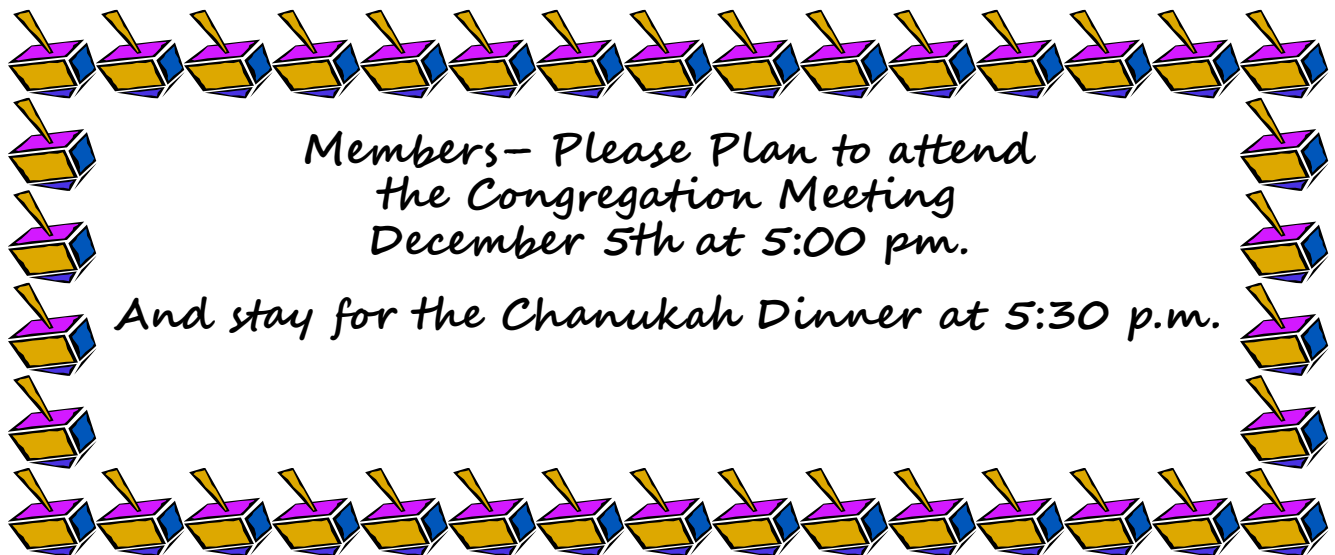 Members– Please Plan to attend
the Congregation Meeting
December 5th at 5:00 pm.
And stay for the Chanukah Dinner at 5:30 p.m.